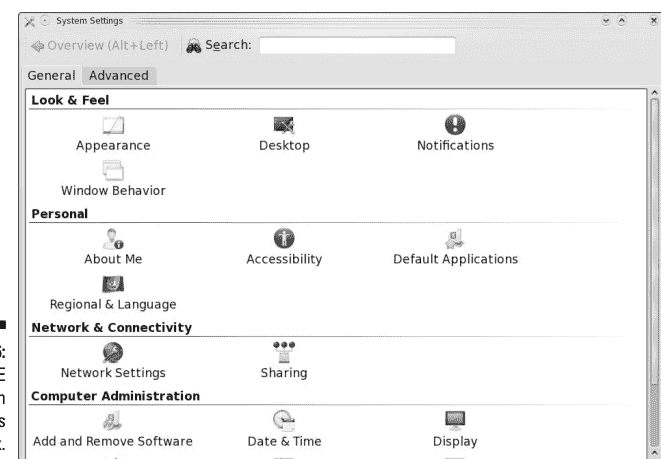 System Settings
Overview (Alt+Left) Search:
General Advanced
Look & Feel
Appearance Desktop Notifications
Window Behavior
Personal
About Me Accessibility Default Applications
Regional & Language
Network & Connectivity
Network Settings Sharing
Computer Administration
Add and Remove Software Date & Time Display